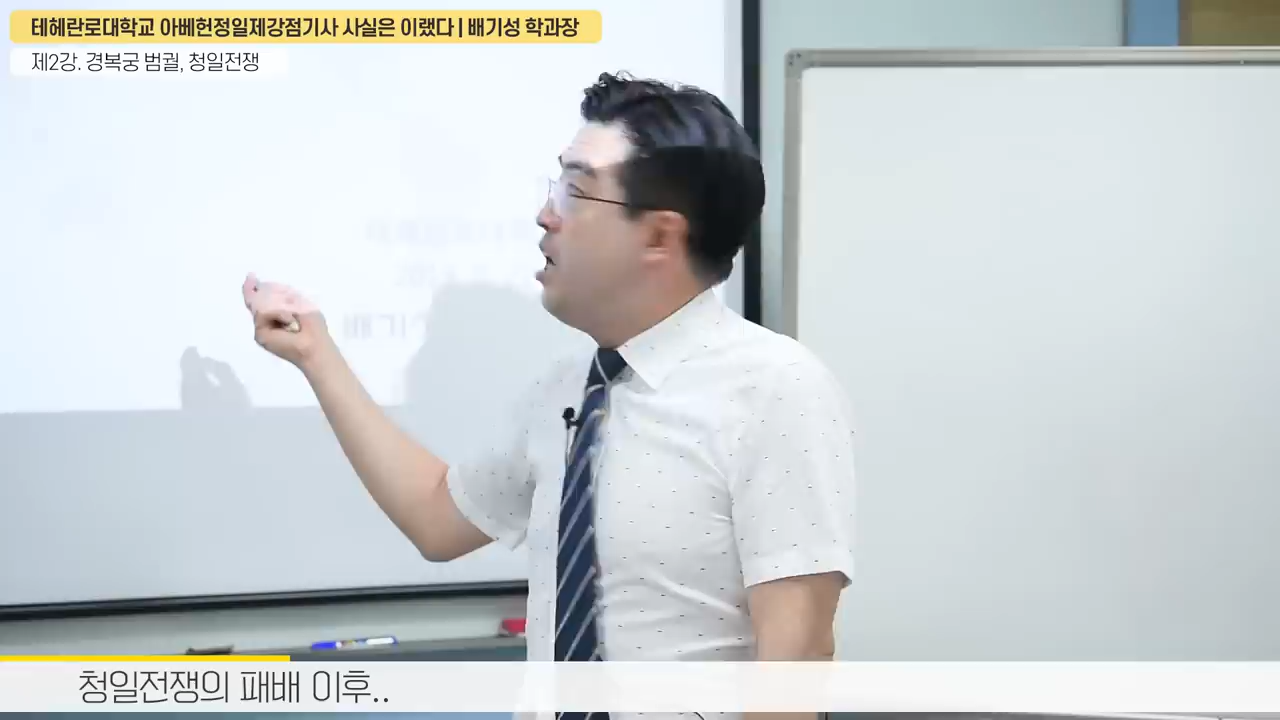 테헤란로대학교 아베헌정일제강점기사 사실은 이랬다 | 배기성 학과장
제2강. 경복궁 범궐, 청일전쟁
배기
청일전쟁의 패배 이후..